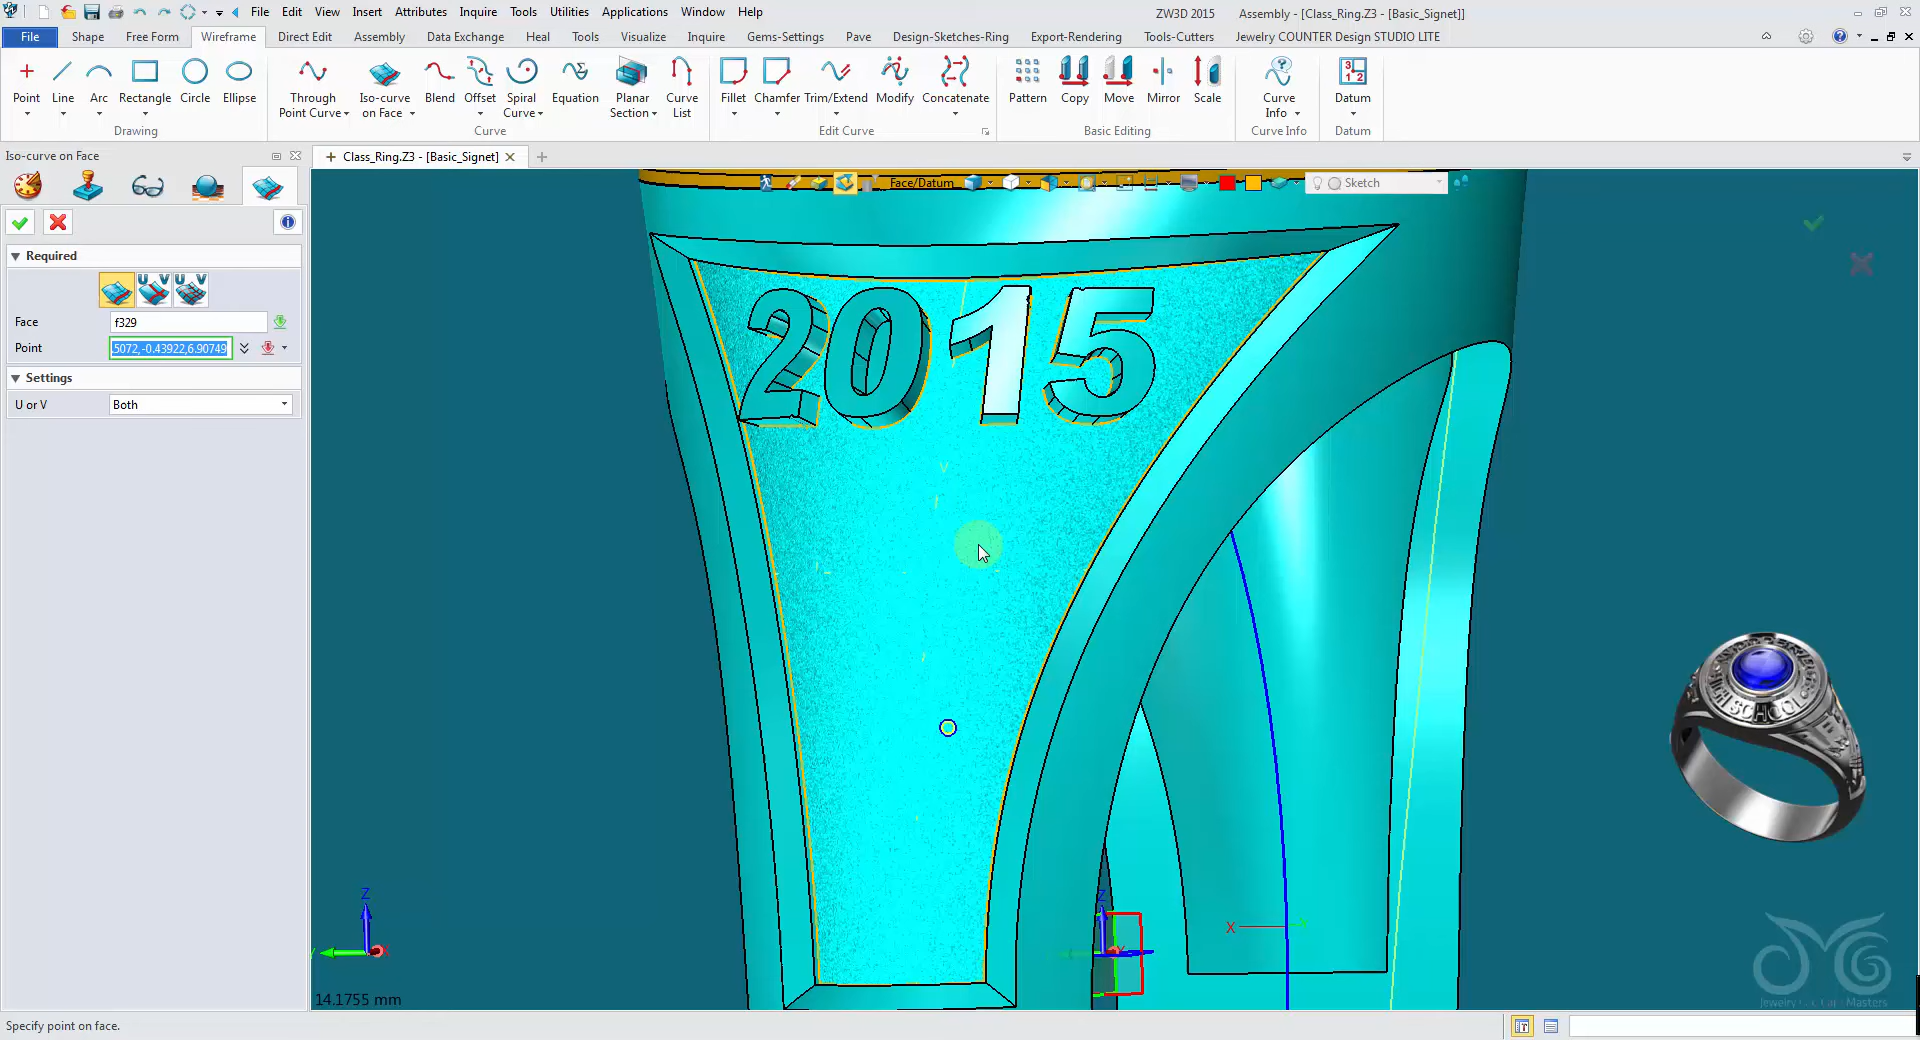 File Edit View Insert Attributes Inquire Tools Utilities Applications Window Help
ZW3D 2015 Assembly - [Class_Ring.Z3 - [Basic_Signet]]
File Shape Free Form Wireframe Direct Edit Assembly Data Exchange Heal Tools Visualize Inquire Gems-Settings Pave Design-Sketches-Ring Export-Rendering Tools-Cutters Jewelry COUNTER Design STUDIO LITE
Point Line Arc Rectangle Circle Ellipse
Drawing
Through Point Curve Iso-curve on Face Blend Offset Spiral Curve Equation Planar Section Curve List
Curve
Fillet Chamfer Trim/Extend Modify Concatenate
Edit Curve
Pattern Copy Move Mirror Scale
Basic Editing
Curve Info
Curve Info
Datum
Datum
Iso-curve on Face
Class_Ring.Z3 - [Basic_Signet]
Face/Datum
Sketch
Required
U V U V
Face f329
Point 5072,-0.43922,6.90749
Settings
U or V Both
2015
V
SCHOOL
Z
X
Z
X
X
14.1755 mm
Specify point on face.